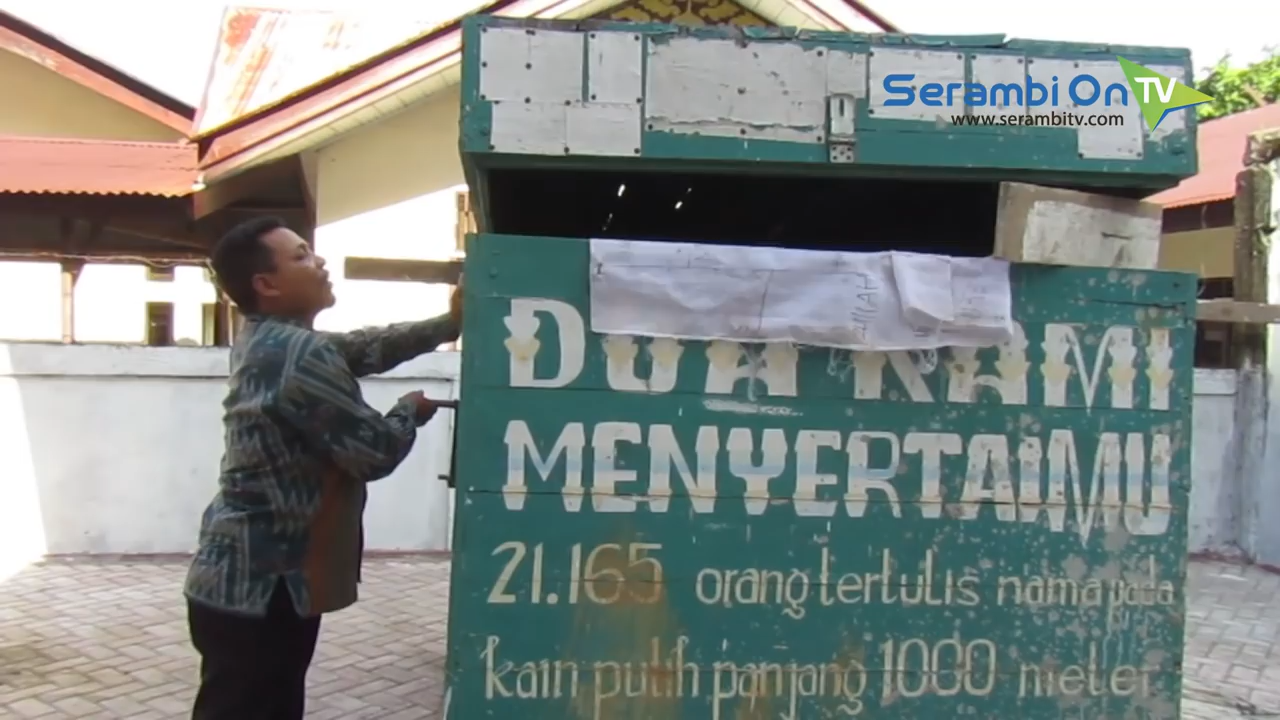 Serambi On TV
www.serambitv.com
DOA KAMI
MENYERTAIMU
21.165 orang tertulis nama pada
kain putih panjang 1000 meter